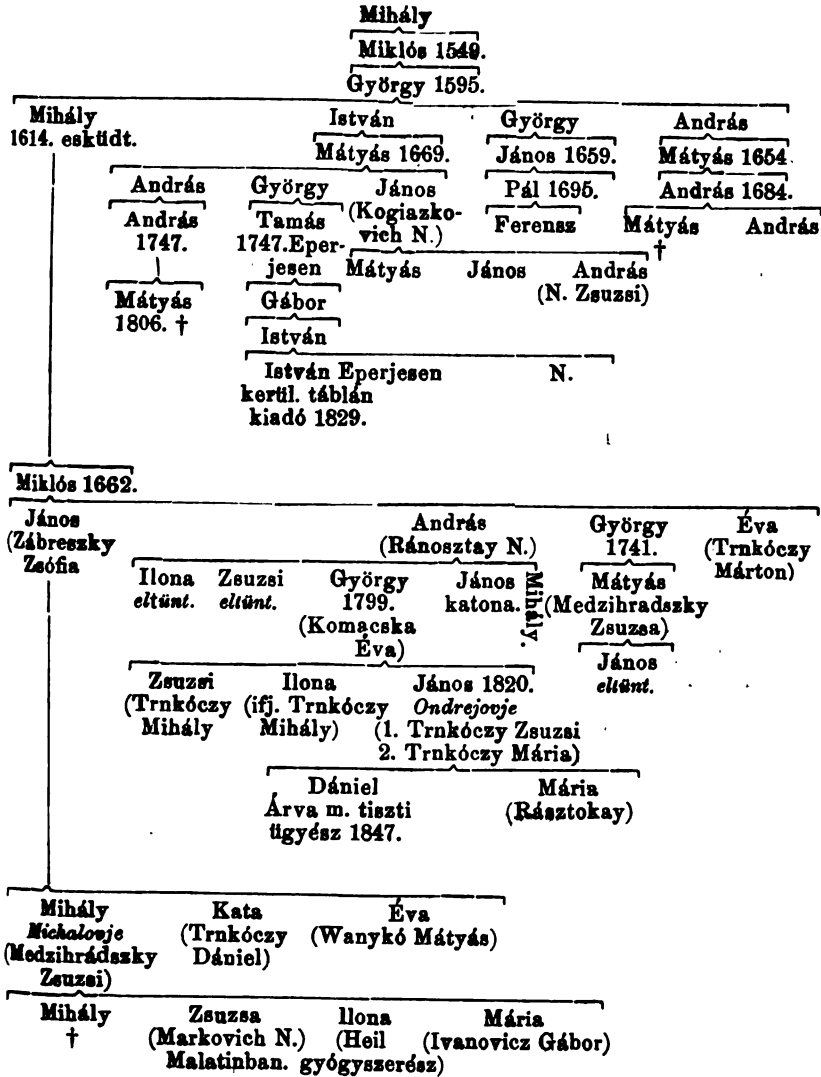 Mihály
Miklós 1549.
György 1595.
Mihály István György András
1614. esküdt. Mátyás 1669. János 1659. Mátyás 1654.
András György János Pál 1695. András 1684.
András Tamás (Kogiazko- Ferensz Mátyás András
1747. 1747. Eper- vich N.) †
jesen Mátyás János András
Mátyás Gábor (N. Zsuzsi)
1806. †
István
István Eperjesen N.
kerül. táblán
kiadó 1829.
Miklós 1662.
János András György Éva
(Zábreszky (Ránosztay N.) 1741. (Trnkóczy
Zsófia Márton)
Ilona Zsuzsi György János Mihály. Mátyás
eltünt. eltünt. 1799. katona. (Medzihradszky
(Komacska Zsuzsa)
Éva)
János
eltünt.
Zsuzsi Ilona János 1820.
(Trnkóczy (ifj. Trnkóczy Ondrejovje
Mihály Mihály) (1. Trnkóczy Zsuzsi
2. Trnkóczy Mária)
Dániel Mária
Árva m. tiszti (Rásztokay)
ügyész 1847.
Mihály Kata Éva
Michalovje (Trnkóczy (Wanykó Mátyás)
(Medzihrádszky Dániel)
Zsuzsi)
Mihály Zsuzsa Ilona Mária
† (Markovich N.) (Heil (Ivanovicz Gábor)
Malatinban. gyógyszerész)